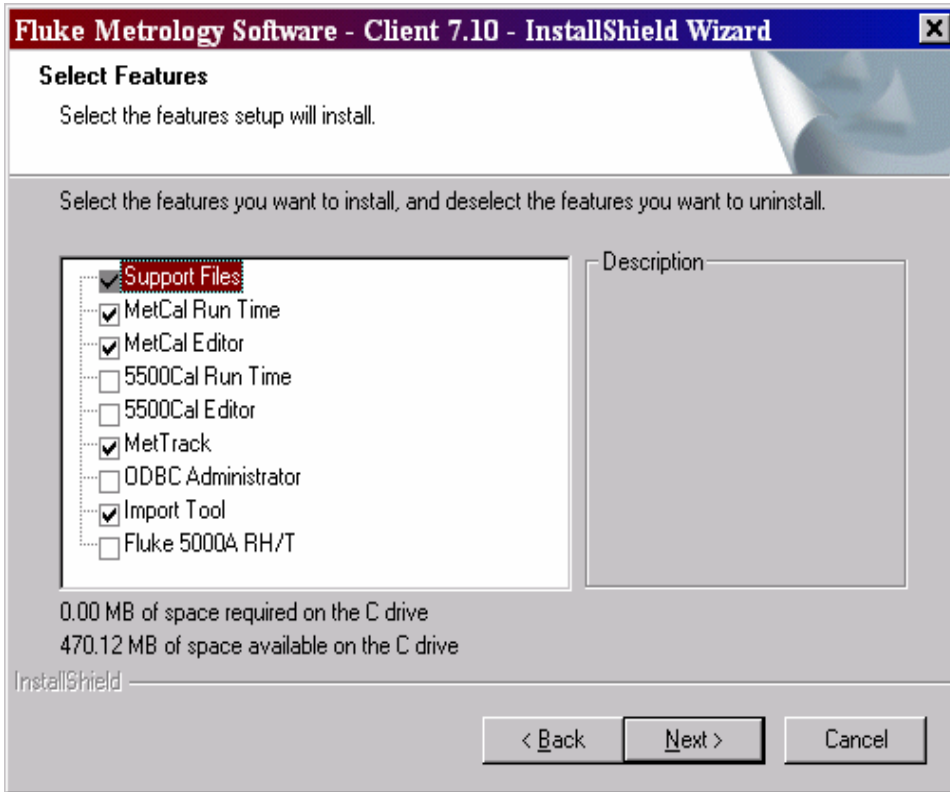 Fluke Metrology Software - Client 7.10 - InstallShield Wizard
Select Features
Select the features setup will install.
Select the features you want to install, and deselect the features you want to uninstall.
Support Files
MetCal Run Time
MetCal Editor
5500Cal Run Time
5500Cal Editor
MetTrack
ODBC Administrator
Import Tool
Fluke 5000A RH/T
Description
0.00 MB of space required on the C drive
470.12 MB of space available on the C drive
InstallShield
< Back
Next >
Cancel